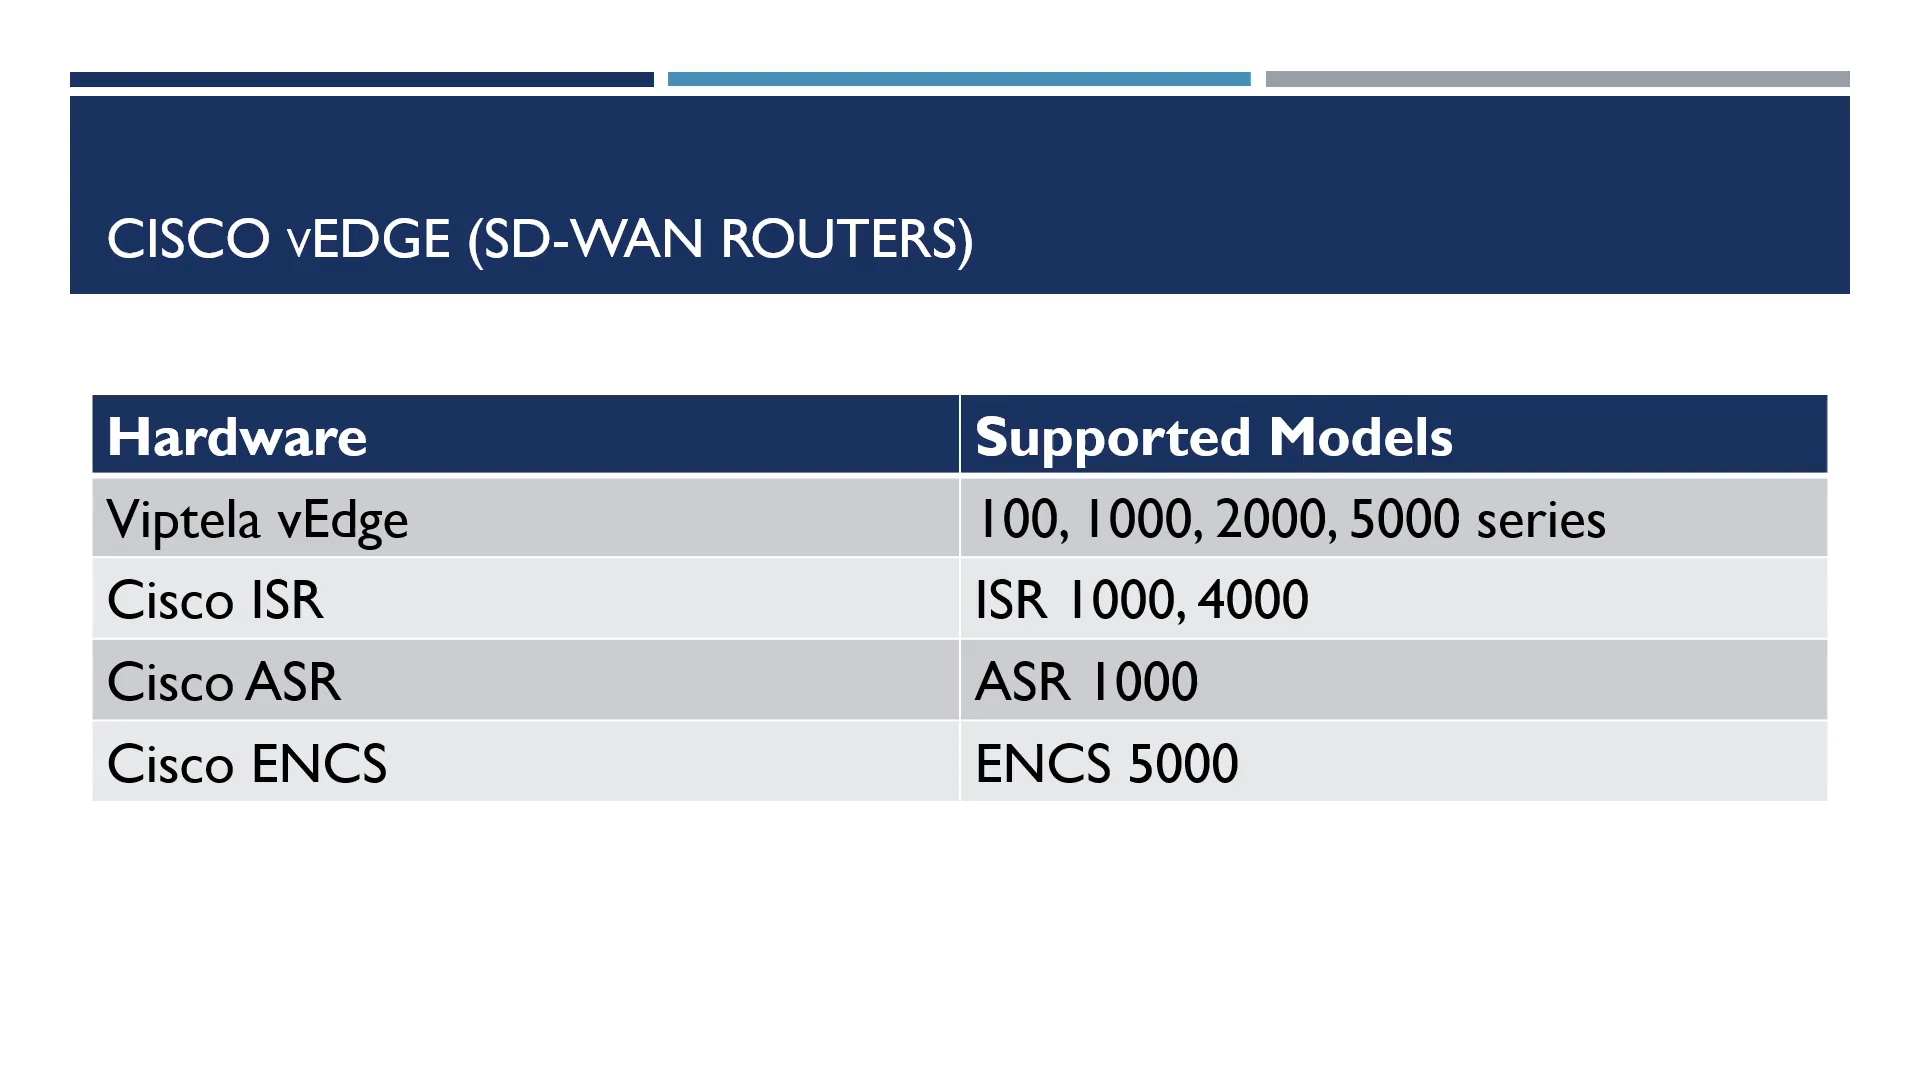 CISCO vEDGE (SD-WAN ROUTERS)
Hardware Supported Models
Viptela vEdge 100, 1000, 2000, 5000 series
Cisco ISR ISR 1000, 4000
Cisco ASR ASR 1000
Cisco ENCS ENCS 5000